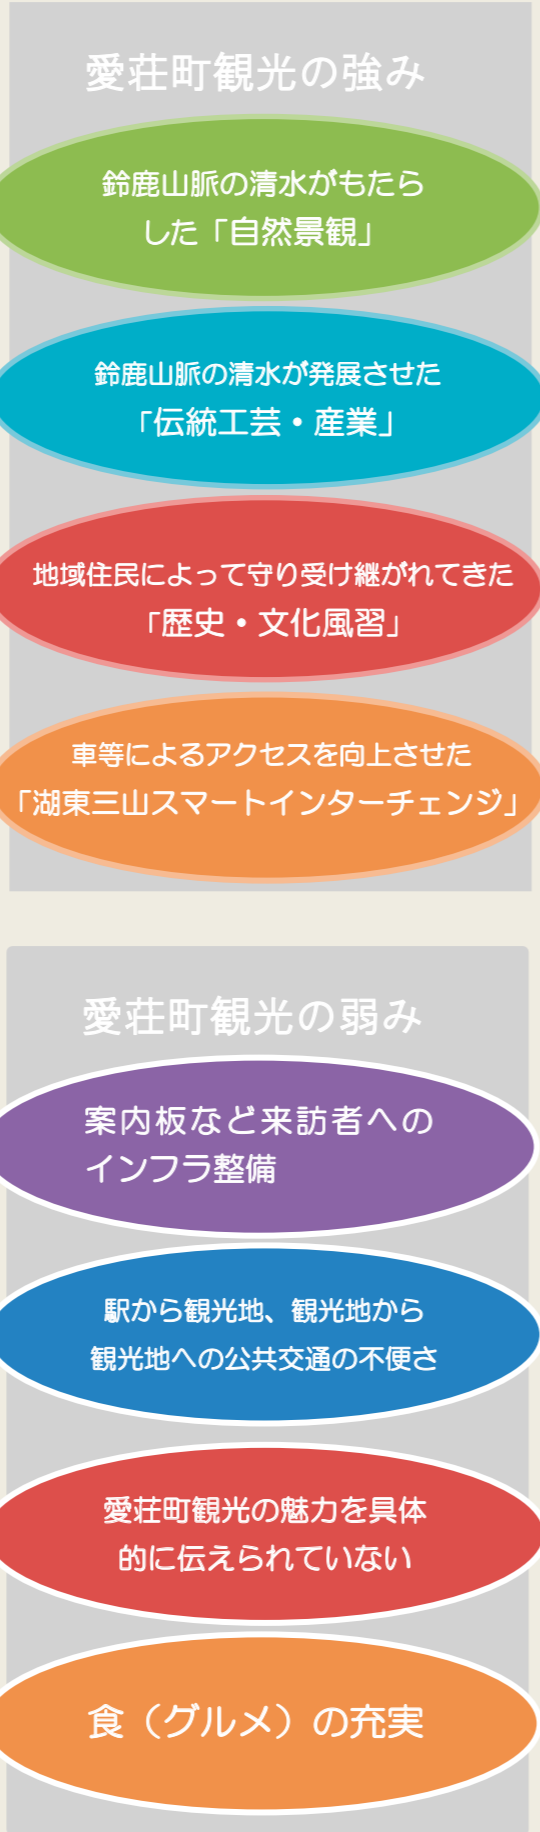 愛荘町観光の強み
鈴鹿山脈の清水がもたら
した「自然景観」
鈴鹿山脈の清水が発展させた
「伝統工芸・産業」
地域住民によって守り受け継がれてきた
「歴史・文化風習」
車等によるアクセスを向上させた
「湖東三山スマートインターチェンジ」
愛荘町観光の弱み
案内板など来訪者への
インフラ整備
駅から観光地、観光地から
観光地への公共交通の不便さ
愛荘町観光の魅力を具体
的に伝えられていない
食（グルメ）の充実